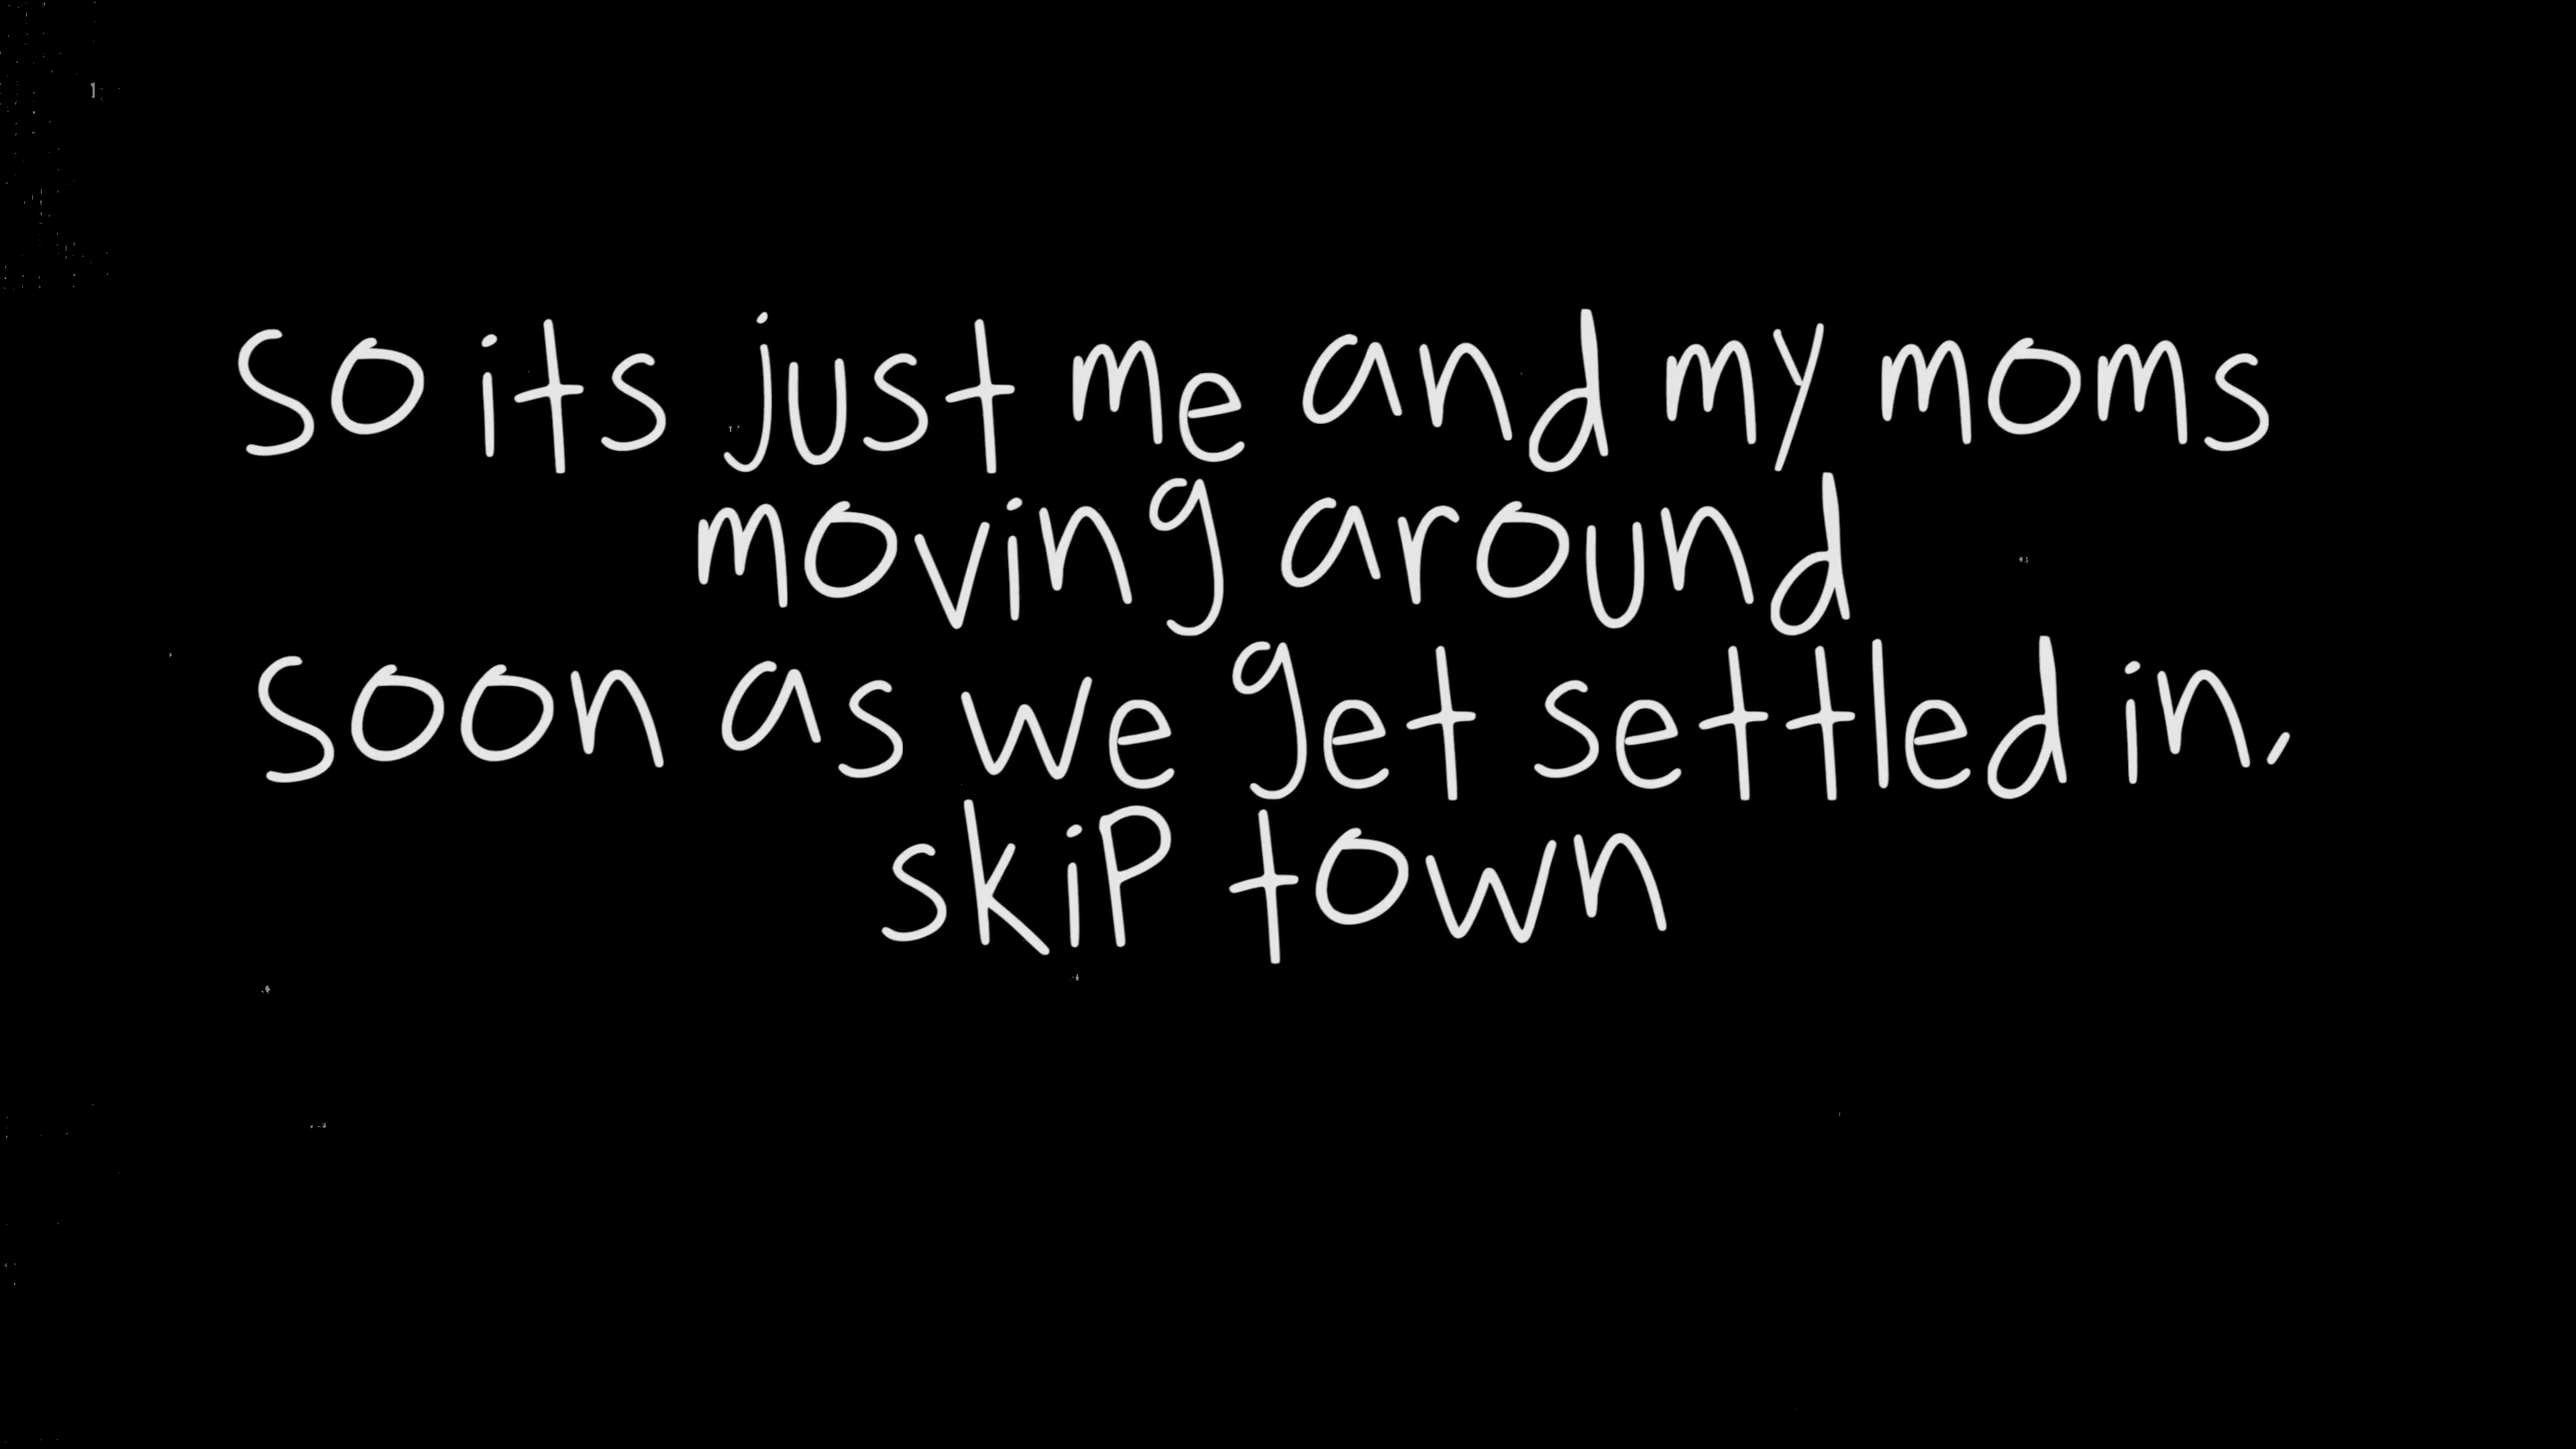 so its just me and my moms
moving around
soon as we get settled in,
skip town